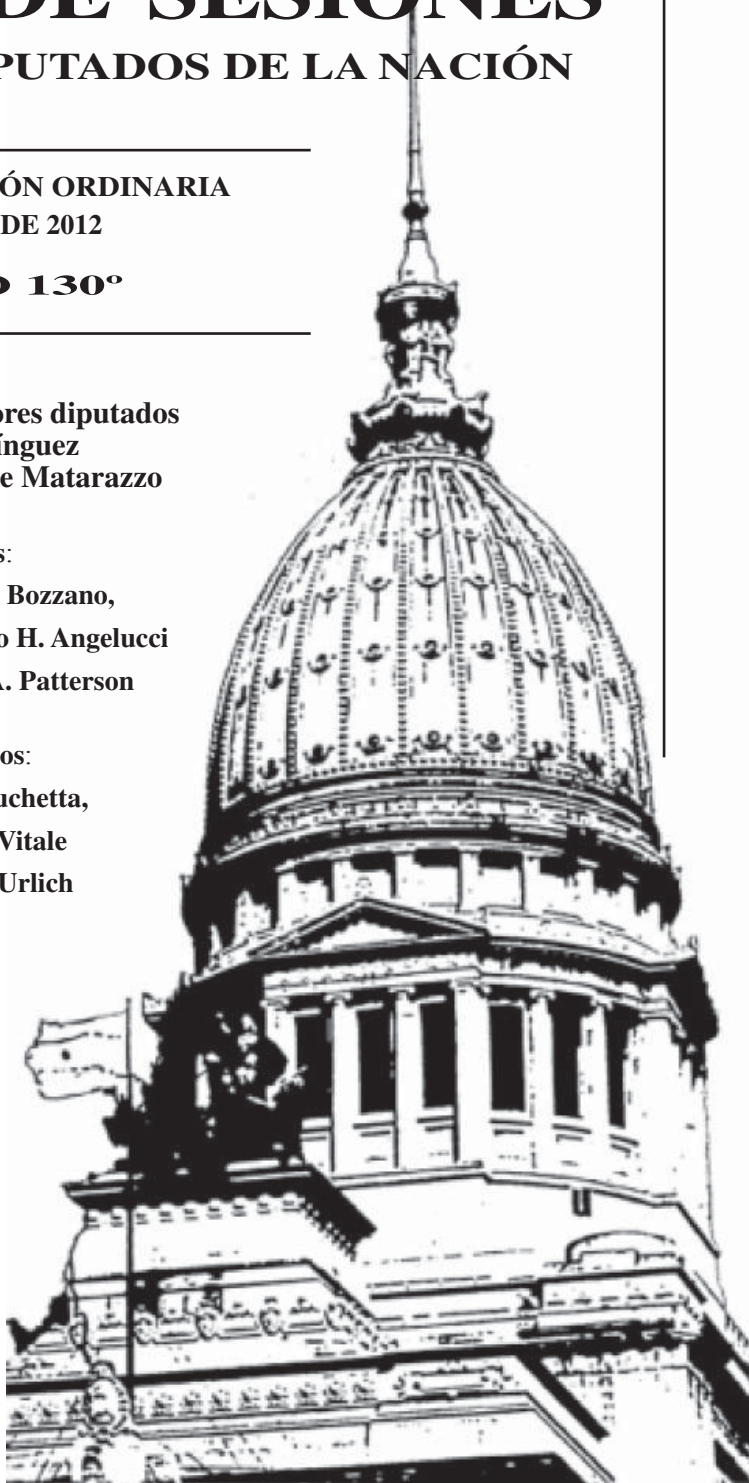 DE SESIONES
PUTADOS DE LA NACIÓN
ÓN ORDINARIA
DE 2012
130º
ores diputados
ínguez
e Matarazzo
s:
Bozzano,
o H. Angelucci
A. Patterson
os:
uchetta,
Vitale
Urlich